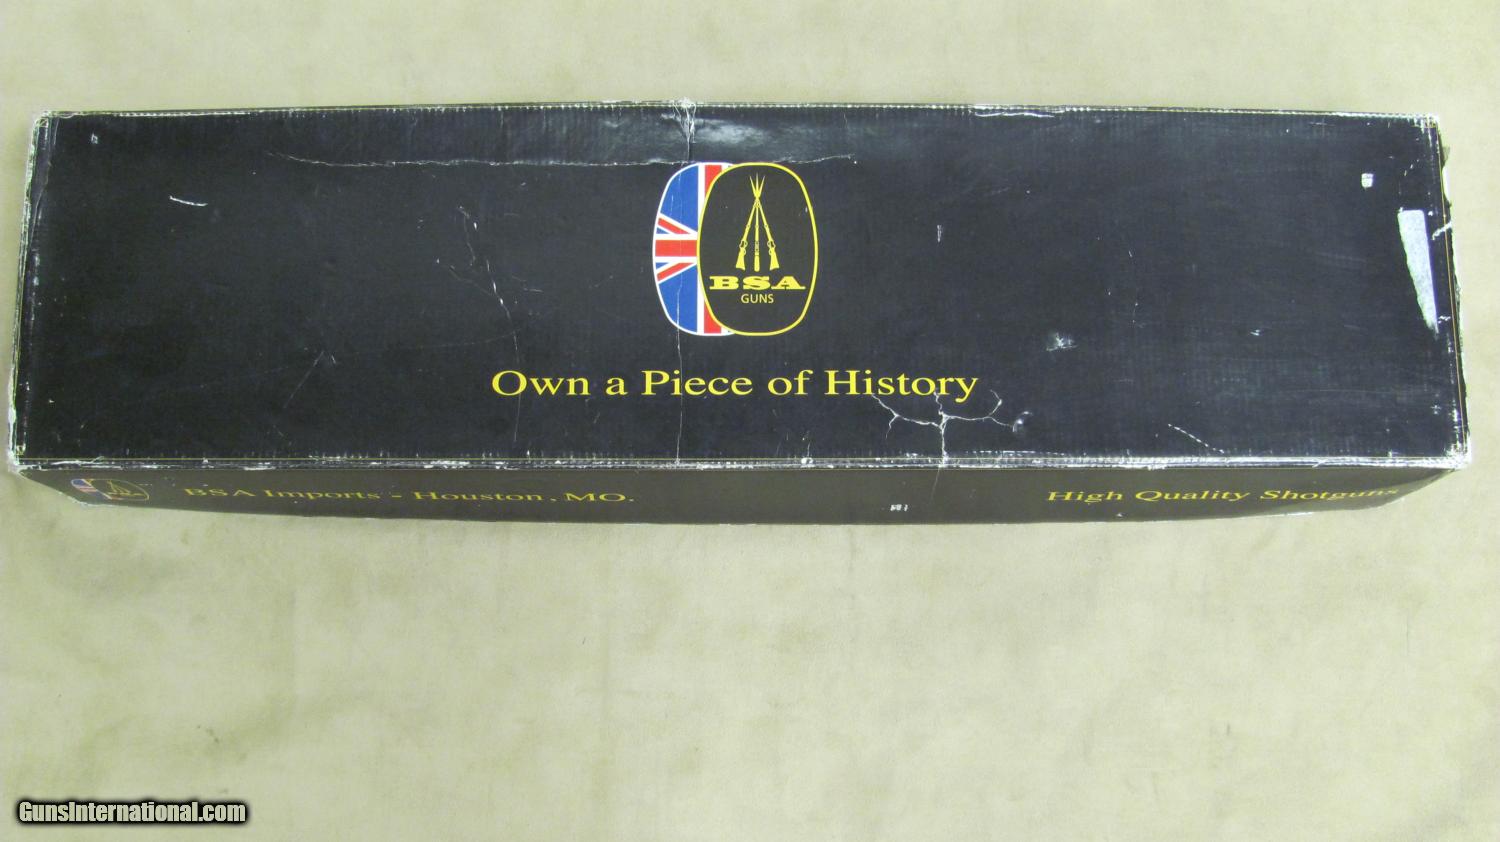 BSA
GUNS
Own a Piece of History
BSA Imports - Houston, MO.
High Quality Shotguns
GunsInternational.com